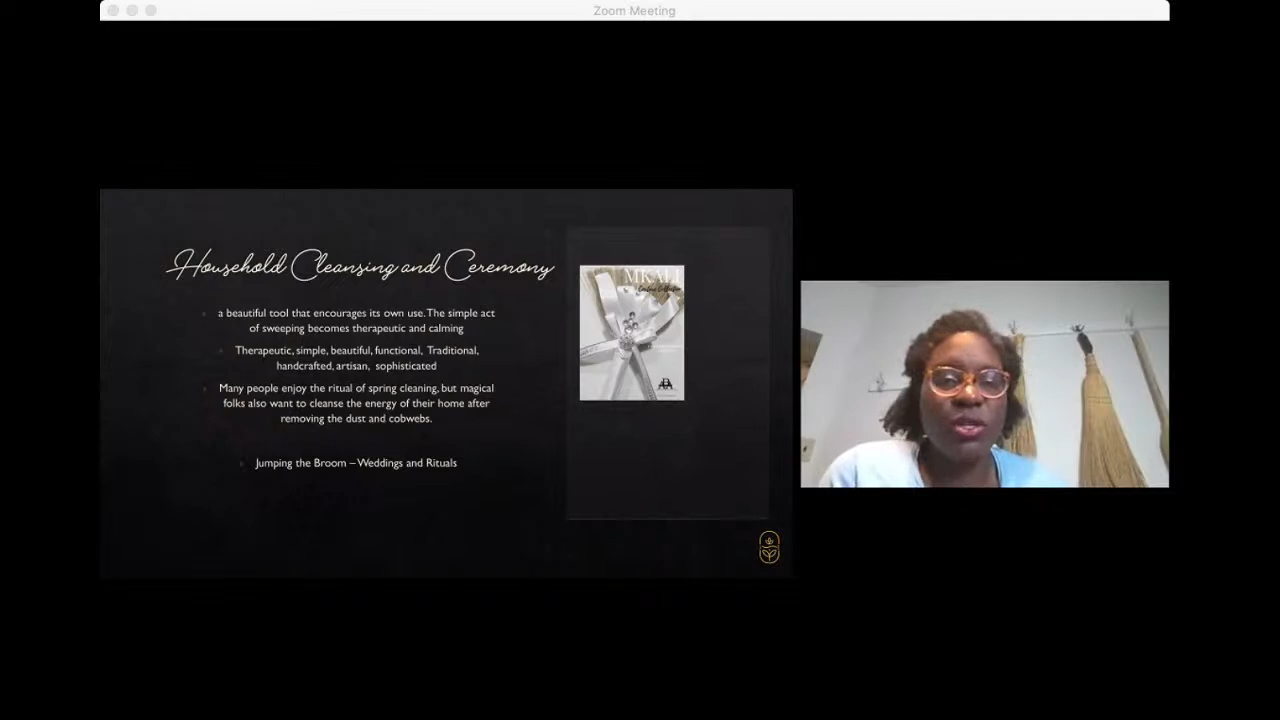 Zoom Meeting
Household Cleansing and Ceremony
a beautiful tool that encourages its own use. The simple act
of sweeping becomes therapeutic and calming
Therapeutic, simple, beautiful, functional, Traditional,
handcrafted, artisan, sophisticated
Many people enjoy the ritual of spring cleaning, but magical
folks also want to cleanse the energy of their home after
removing the dust and cobwebs.
Jumping the Broom – Weddings and Rituals
MKALI